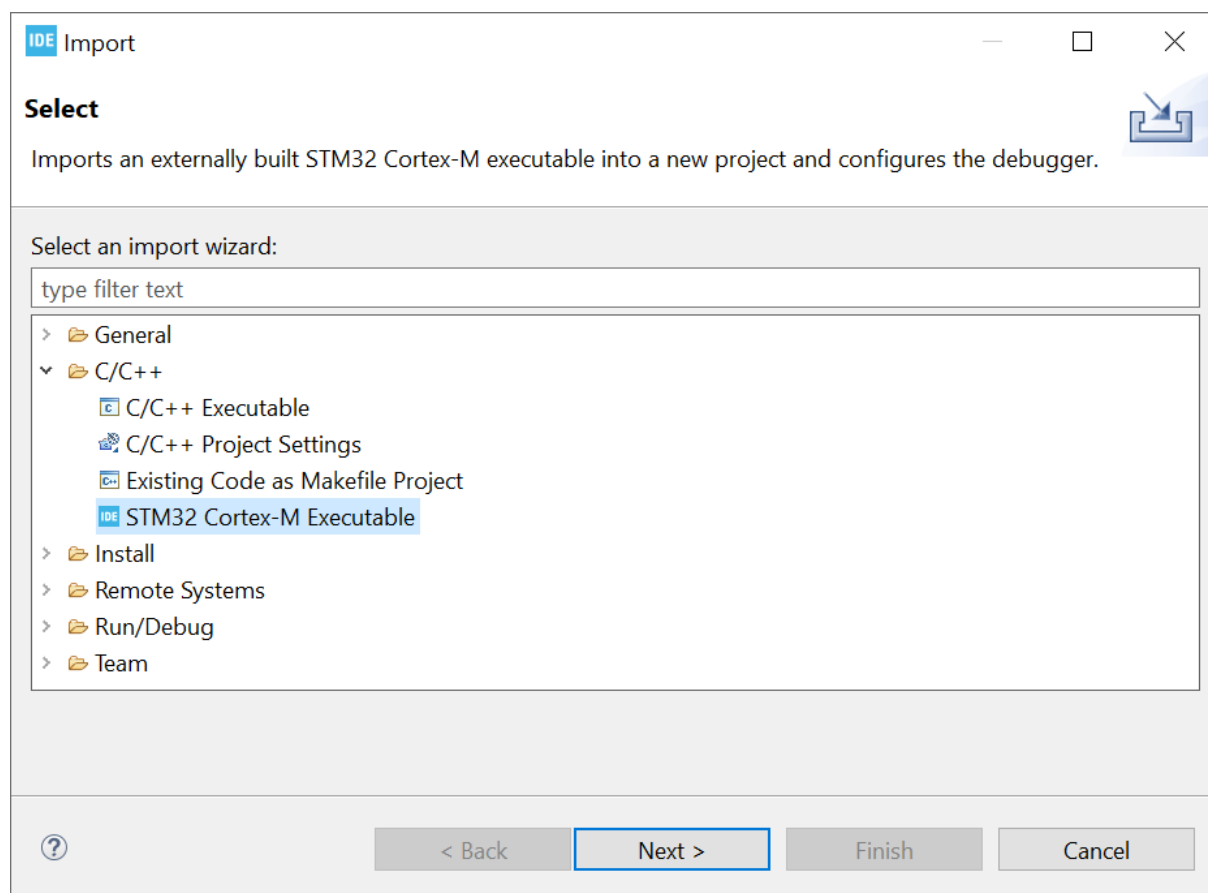 IDE Import
Select
Imports an externally built STM32 Cortex-M executable into a new project and configures the debugger.
Select an import wizard:
type filter text
General
C/C++
C C/C++ Executable
C/C++ Project Settings
C++ Existing Code as Makefile Project
IDE STM32 Cortex-M Executable
Install
Remote Systems
Run/Debug
Team
? < Back Next > Finish Cancel